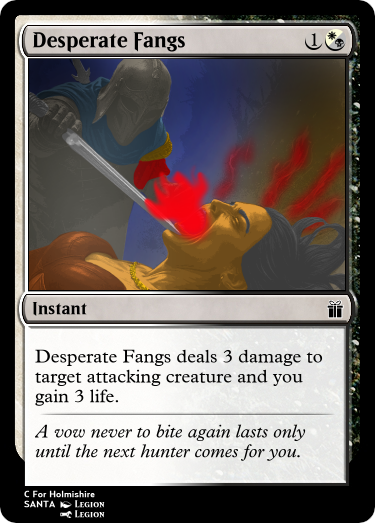 Desperate Fangs 1
Instant
Desperate Fangs deals 3 damage to
target attacking creature and you
gain 3 life.
A vow never to bite again lasts only
until the next hunter comes for you.
C For Holmishire
SANTA Legion
Legion